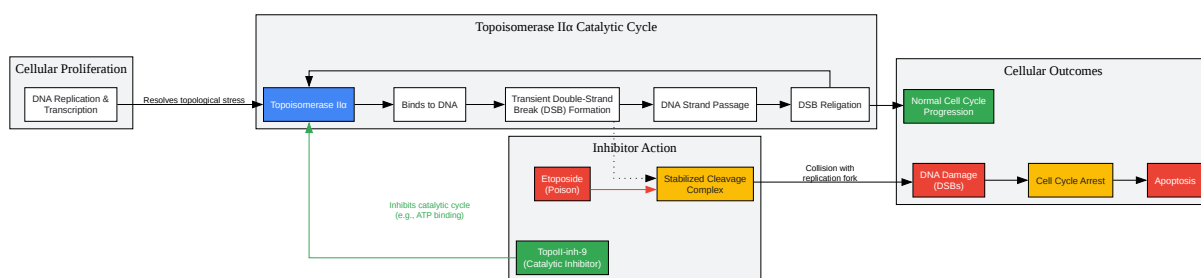 Topoisomerase IIα Catalytic Cycle
Cellular Proliferation
DNA Replication &
Transcription
Resolves topological stress
Topoisomerase IIα
Binds to DNA
Transient Double-Strand
Break (DSB) Formation
DNA Strand Passage
DSB Religation
Cellular Outcomes
Normal Cell Cycle
Progression
Inhibitor Action
Etoposide
(Poison)
Stabilized Cleavage
Complex
Collision with
replication fork
DNA Damage
(DSBs)
Cell Cycle Arrest
Apoptosis
Inhibits catalytic cycle
(e.g., ATP binding)
TopoII-inh-9
(Catalytic Inhibitor)